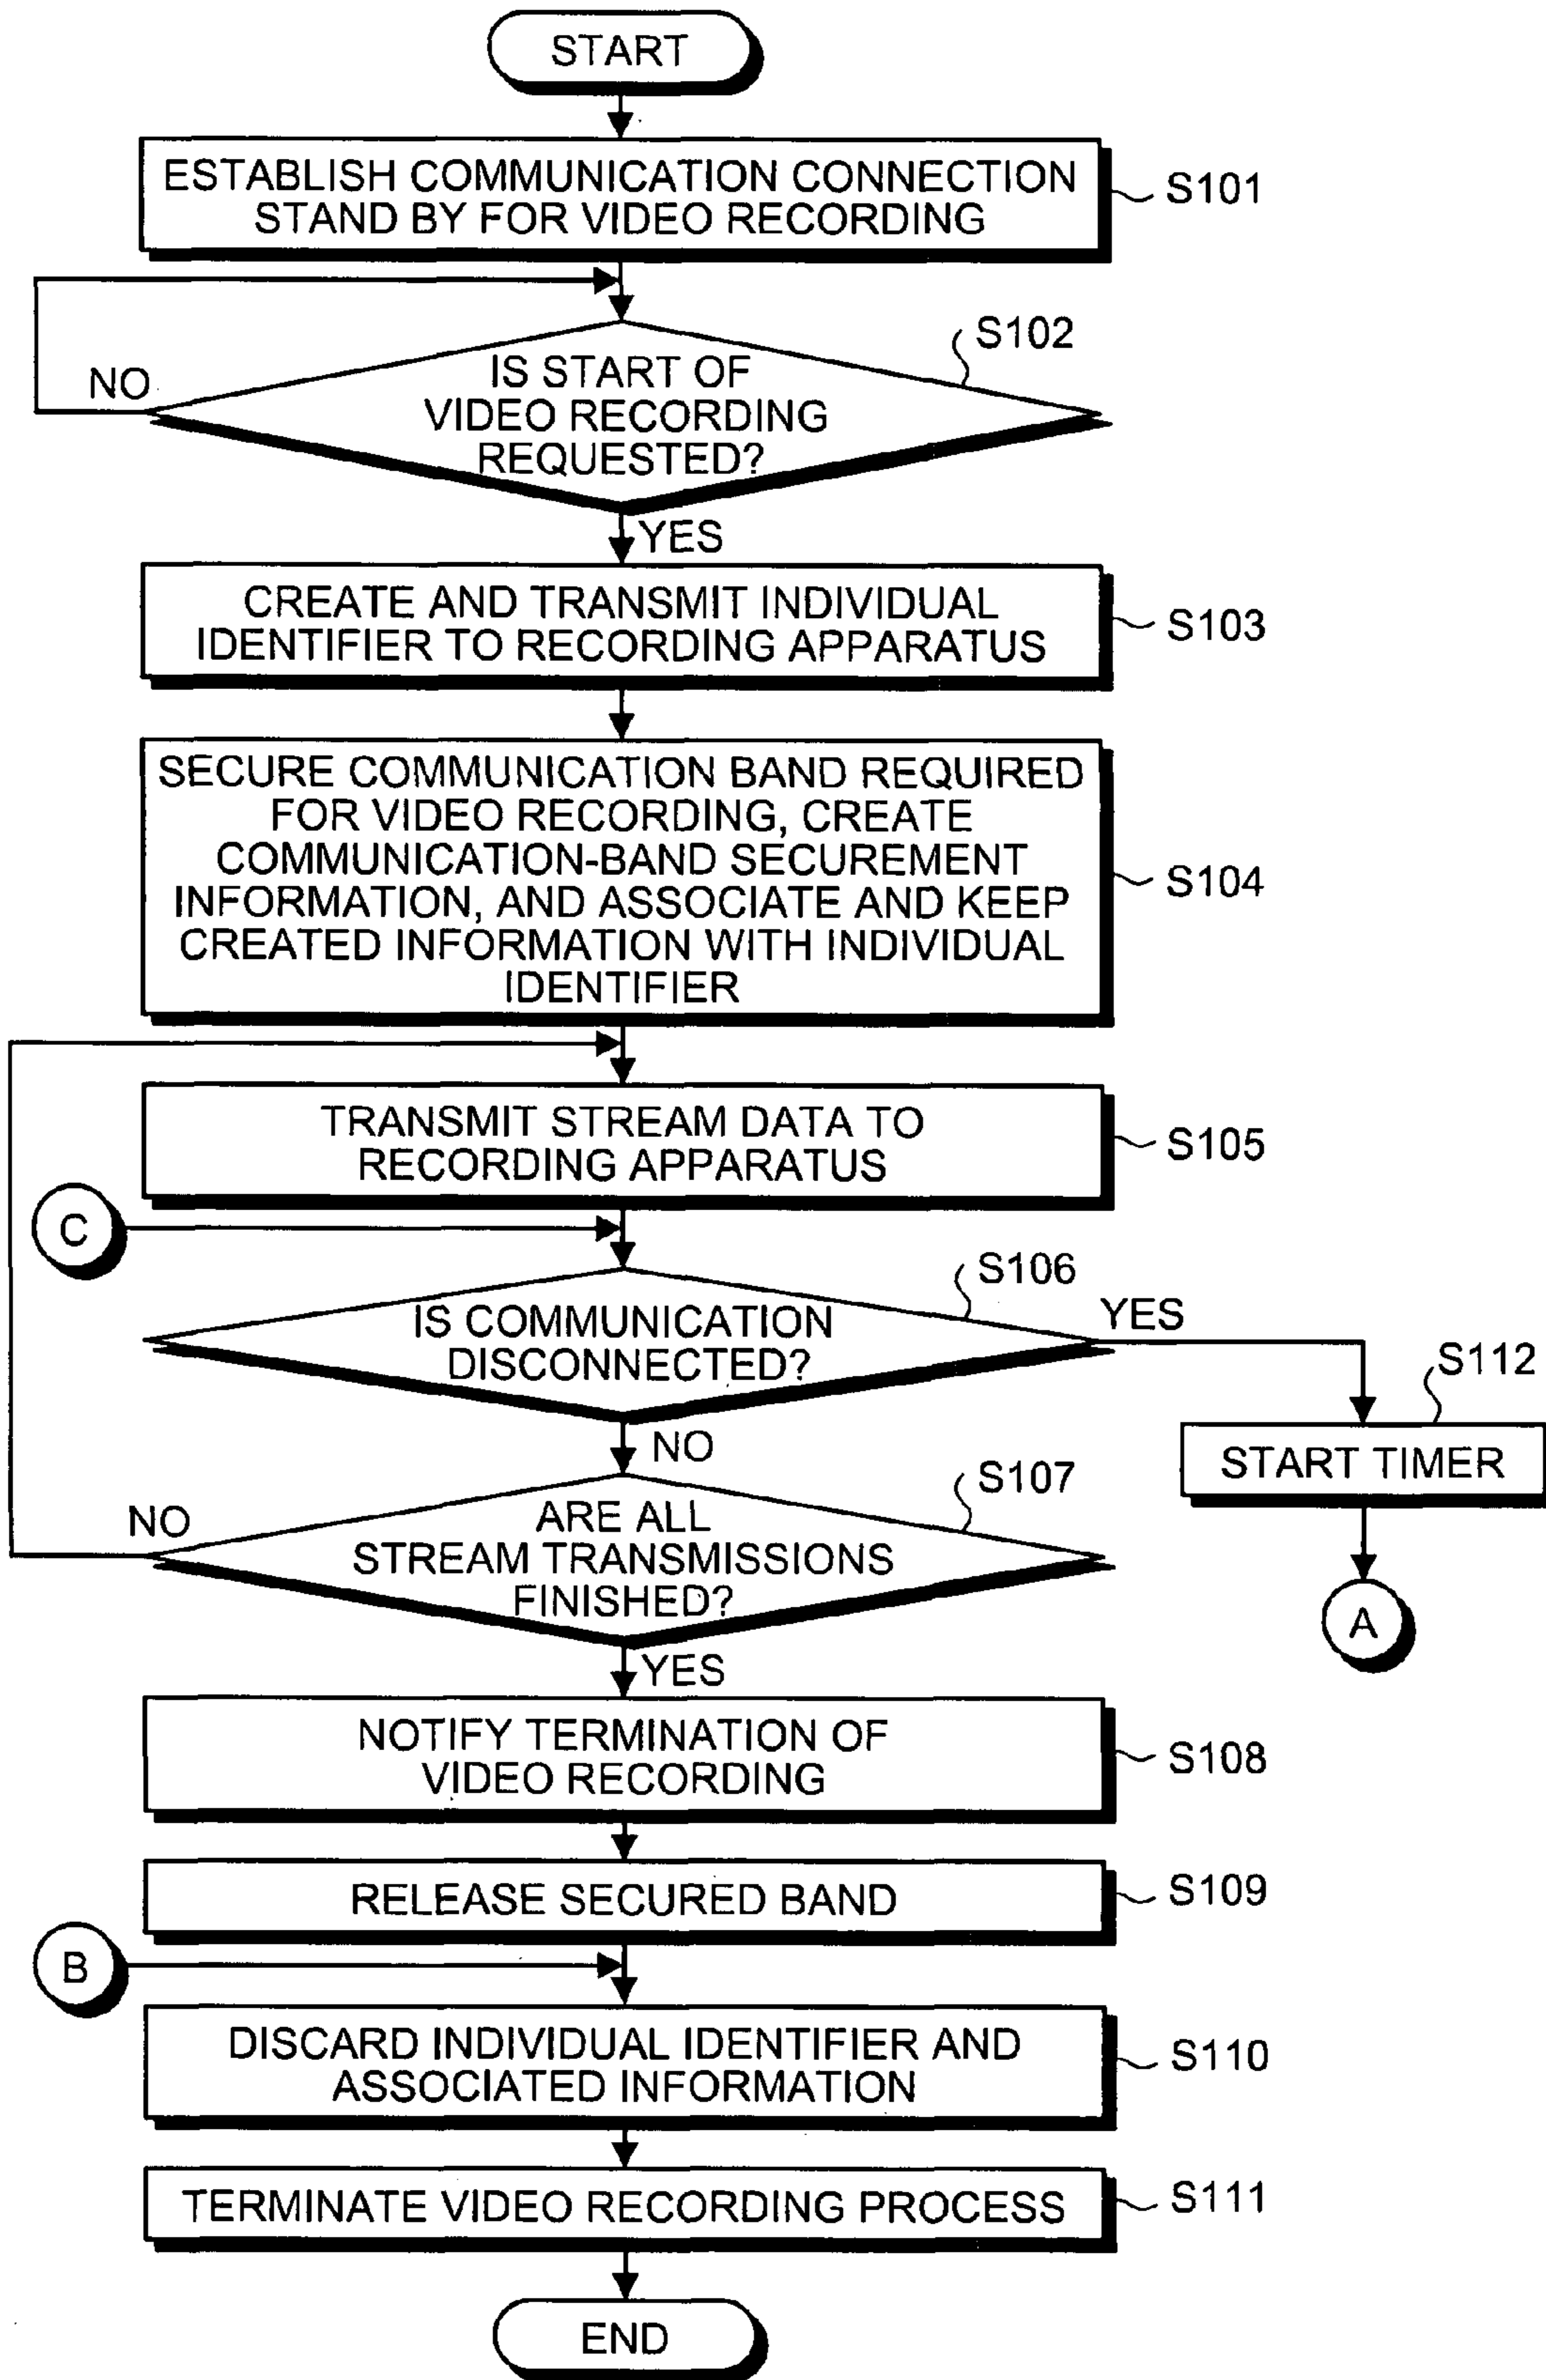 START
ESTABLISH COMMUNICATION CONNECTION
STAND BY FOR VIDEO RECORDING
S101
S102
IS START OF
VIDEO RECORDING
REQUESTED?
NO
YES
CREATE AND TRANSMIT INDIVIDUAL
IDENTIFIER TO RECORDING APPARATUS
S103
SECURE COMMUNICATION BAND REQUIRED
FOR VIDEO RECORDING, CREATE
COMMUNICATION-BAND SECUREMENT
INFORMATION, AND ASSOCIATE AND KEEP
CREATED INFORMATION WITH INDIVIDUAL
IDENTIFIER
S104
TRANSMIT STREAM DATA TO
RECORDING APPARATUS
S105
C
S106
IS COMMUNICATION
DISCONNECTED?
YES
S112
START TIMER
A
NO
S107
ARE ALL
STREAM TRANSMISSIONS
FINISHED?
NO
YES
NOTIFY TERMINATION OF
VIDEO RECORDING
S108
RELEASE SECURED BAND
S109
B
DISCARD INDIVIDUAL IDENTIFIER AND
ASSOCIATED INFORMATION
S110
TERMINATE VIDEO RECORDING PROCESS
S111
END